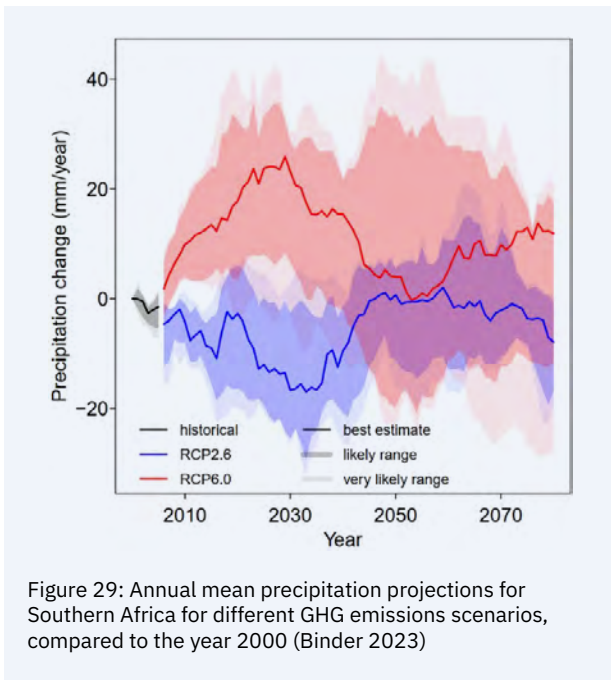 40
20
0
−20
Precipitation change (mm/year)
historical
best estimate
RCP2.6
likely range
RCP6.0
very likely range
2010
2030
2050
2070
Year
Figure 29: Annual mean precipitation projections for
Southern Africa for different GHG emissions scenarios,
compared to the year 2000 (Binder 2023)